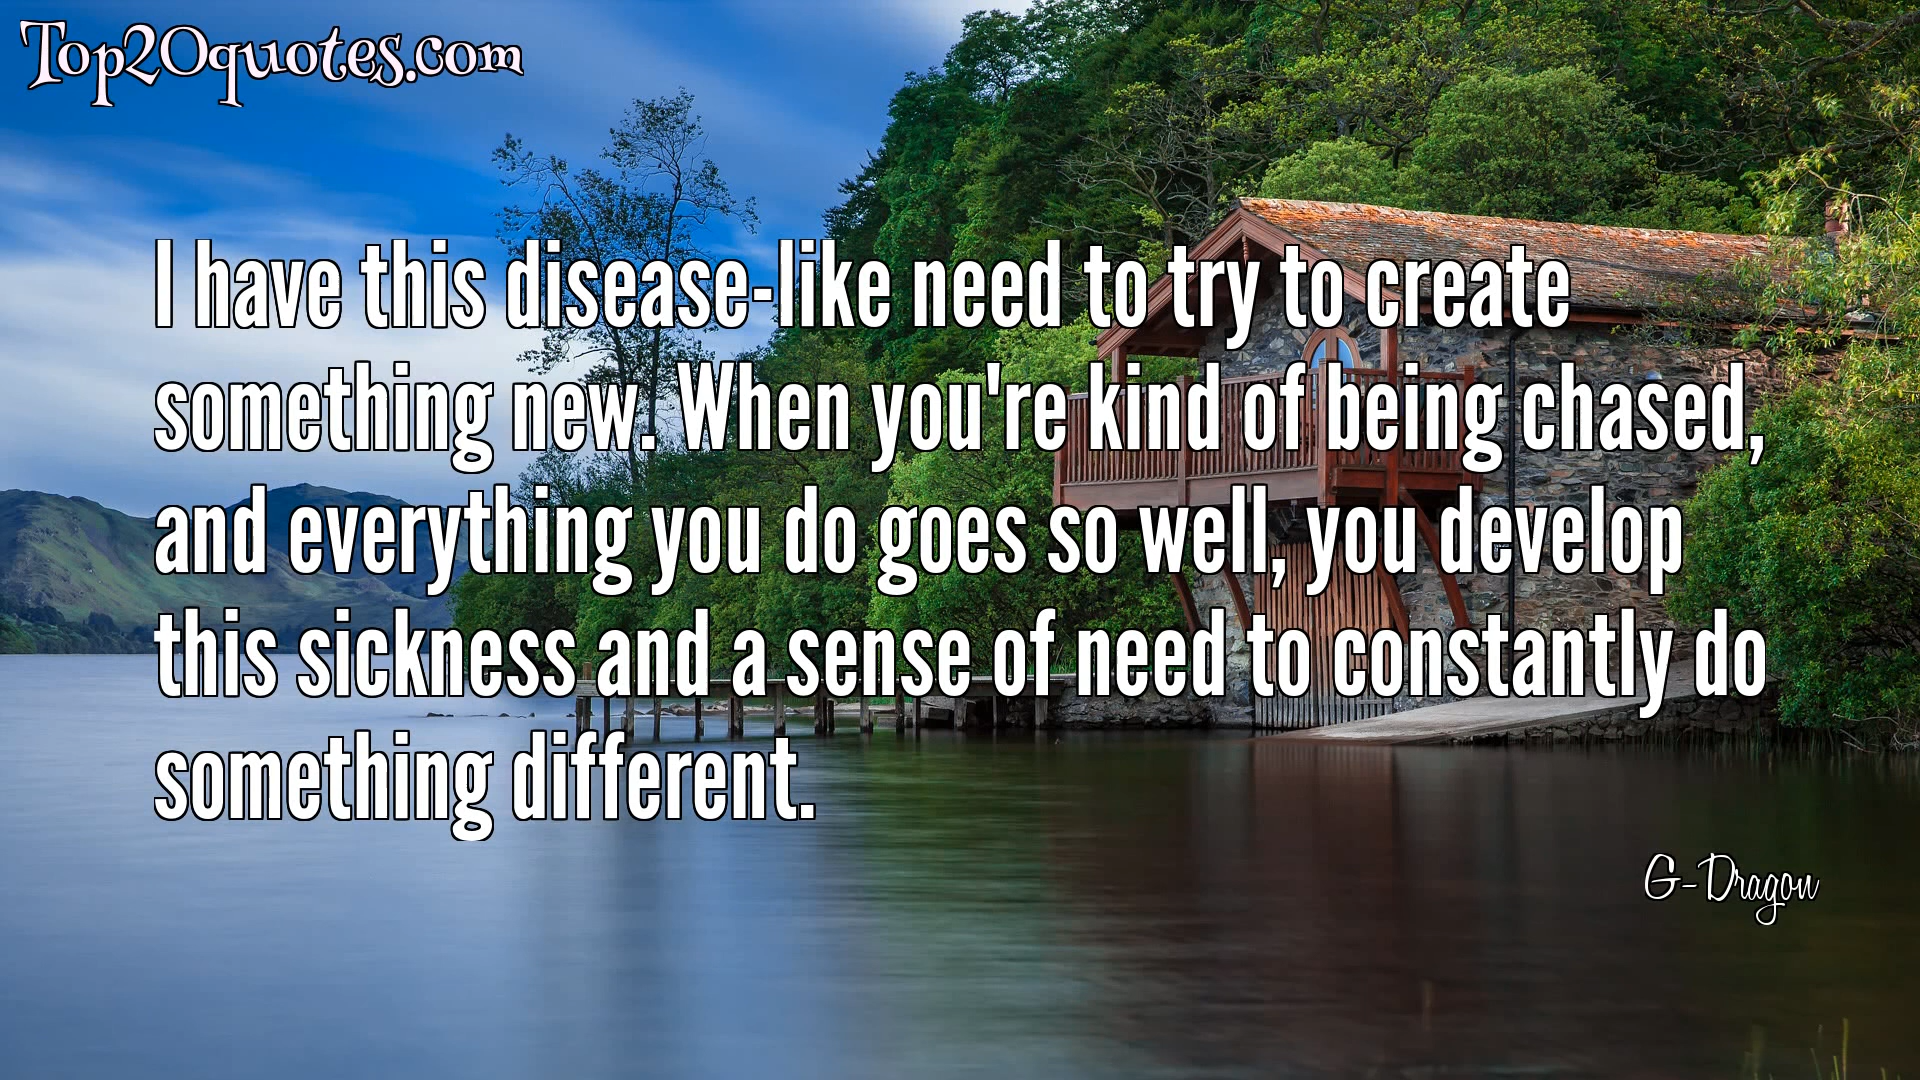 Top20quotes.com
I have this disease-like need to try to create
something new. When you're kind of being chased,
and everything you do goes so well, you develop
this sickness and a sense of need to constantly do
something different.
G-Dragon